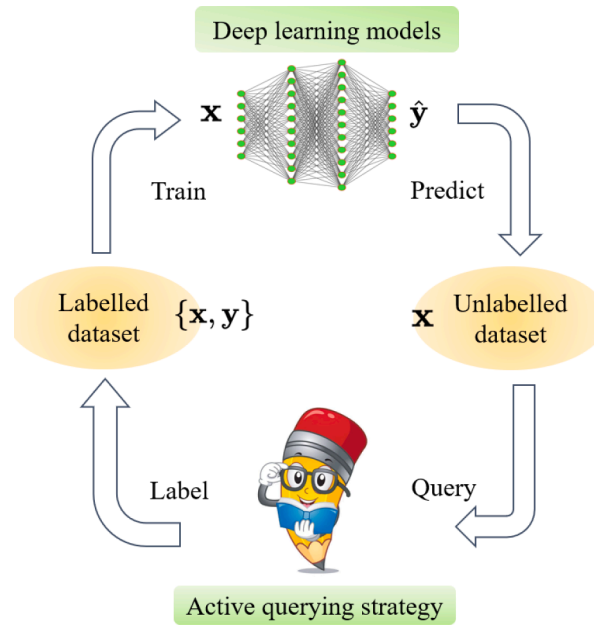 Deep learning models
x
ŷ
Train
Predict
Labelled
dataset
{x, y}
x
Unlabelled
dataset
Label
Query
Active querying strategy